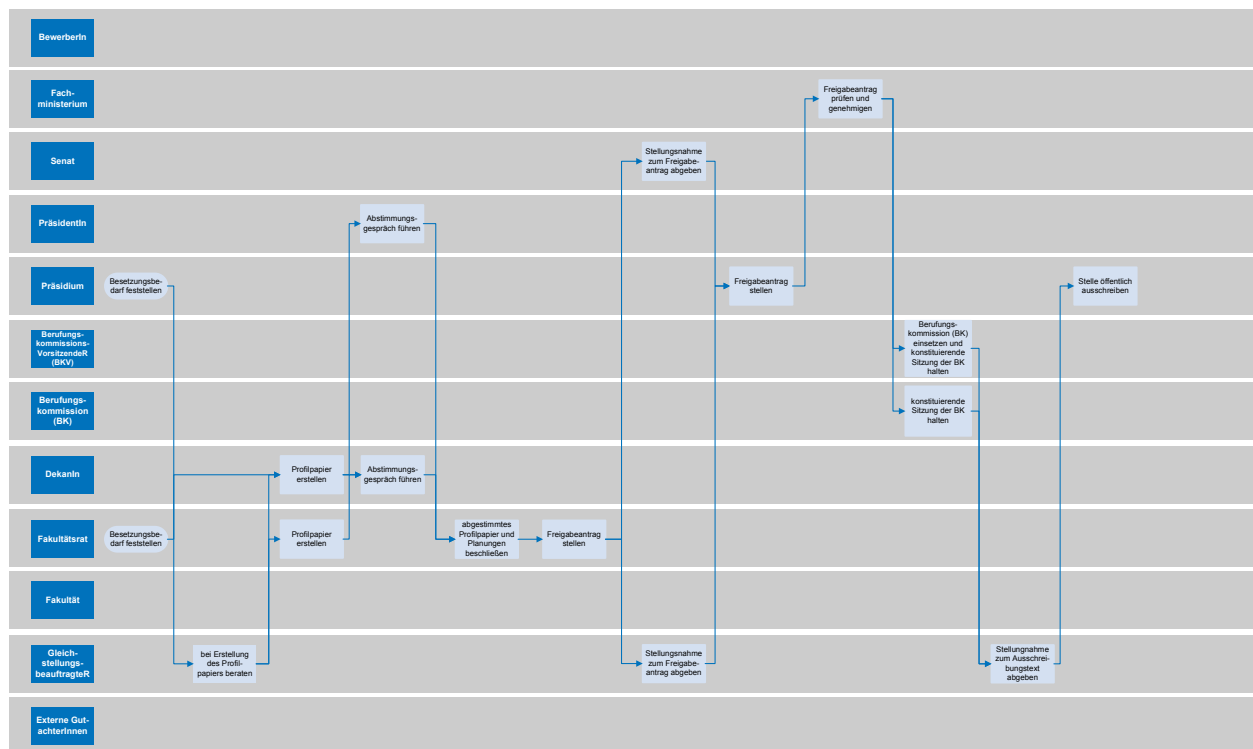 BewerberIn
Fach-
ministerium
Freigabeantrag
prüfen und
genehmigen
Senat
Stellungsnahme
zum Freigabe-
antrag abgeben
PräsidentIn
Abstimmungs-
gespräch führen
Präsidium
Besetzungsbe-
darf feststellen
Freigabeantrag
stellen
Stelle öffentlich
ausschreiben
Berufungs-
kommissions-
VorsitzendeR
(BKV)
Berufungs-
kommission (BK)
einsetzen und
konstituierende
Sitzung der BK
halten
Berufungs-
kommission
(BK)
konstituierende
Sitzung der BK
halten
DekanIn
Profilpapier
erstellen
Abstimmungs-
gespräch führen
Fakultätsrat
Besetzungsbe-
darf feststellen
Profilpapier
erstellen
abgestimmtes
Profilpapier und
Planungen
beschließen
Freigabeantrag
stellen
Fakultät
Gleich-
stellungs-
beauftragteR
bei Erstellung
des Profil-
papiers beraten
Stellungsnahme
zum Freigabe-
antrag abgeben
Stellungnahme
zum Ausschrei-
bungstext
abgeben
Externe Gut-
achterInnen